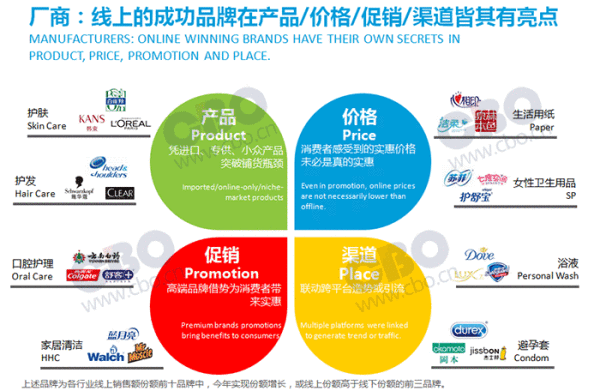 厂商：线上的成功品牌在产品/价格/促销/渠道皆其有亮点
MANUFACTURERS: ONLINE WINNING BRANDS HAVE THEIR OWN SECRETS IN
PRODUCT, PRICE, PROMOTION AND PLACE.
护肤
Skin Care
百雀羚
KANS
韩束
L'ORÉAL
PARIS
护发
Hair Care
heads
shoulders
Schwarzkopf
施华蔻
CLEAR
产品
Product
凭进口、专供、小众产品
突破铺货瓶颈
Imported/online-only/niche-
market products
价格
Price
消费者感受到的实惠价格
未必是真的实惠
Even in promotion, online prices
are not necessarily lower than
offline.
心相印
洁柔
生活用纸
Paper
苏菲
七度空间
护舒宝
女性卫生用品
SP
口腔护理
Oral Care
云南白药
Colgate
舒客
家居清洁
HHC
蓝月亮
Walch
Mr Muscle
促销
Promotion
高端品牌借势为消费者带
来实惠
Premium brands promotions
bring benefits to consumers.
渠道
Place
联动跨平台造势或引流
Multiple platforms were linked
to generate trend or traffic.
Dove
LUX
浴液
Personal Wash
durex
okamoto
冈本
jissbon
杰士邦
避孕套
Condom
上述品牌为各行业线上销售额份额前十品牌中，今年实现份额增长，或线上份额高于线下份额的前三品牌。
CBO
www.cbo.cn